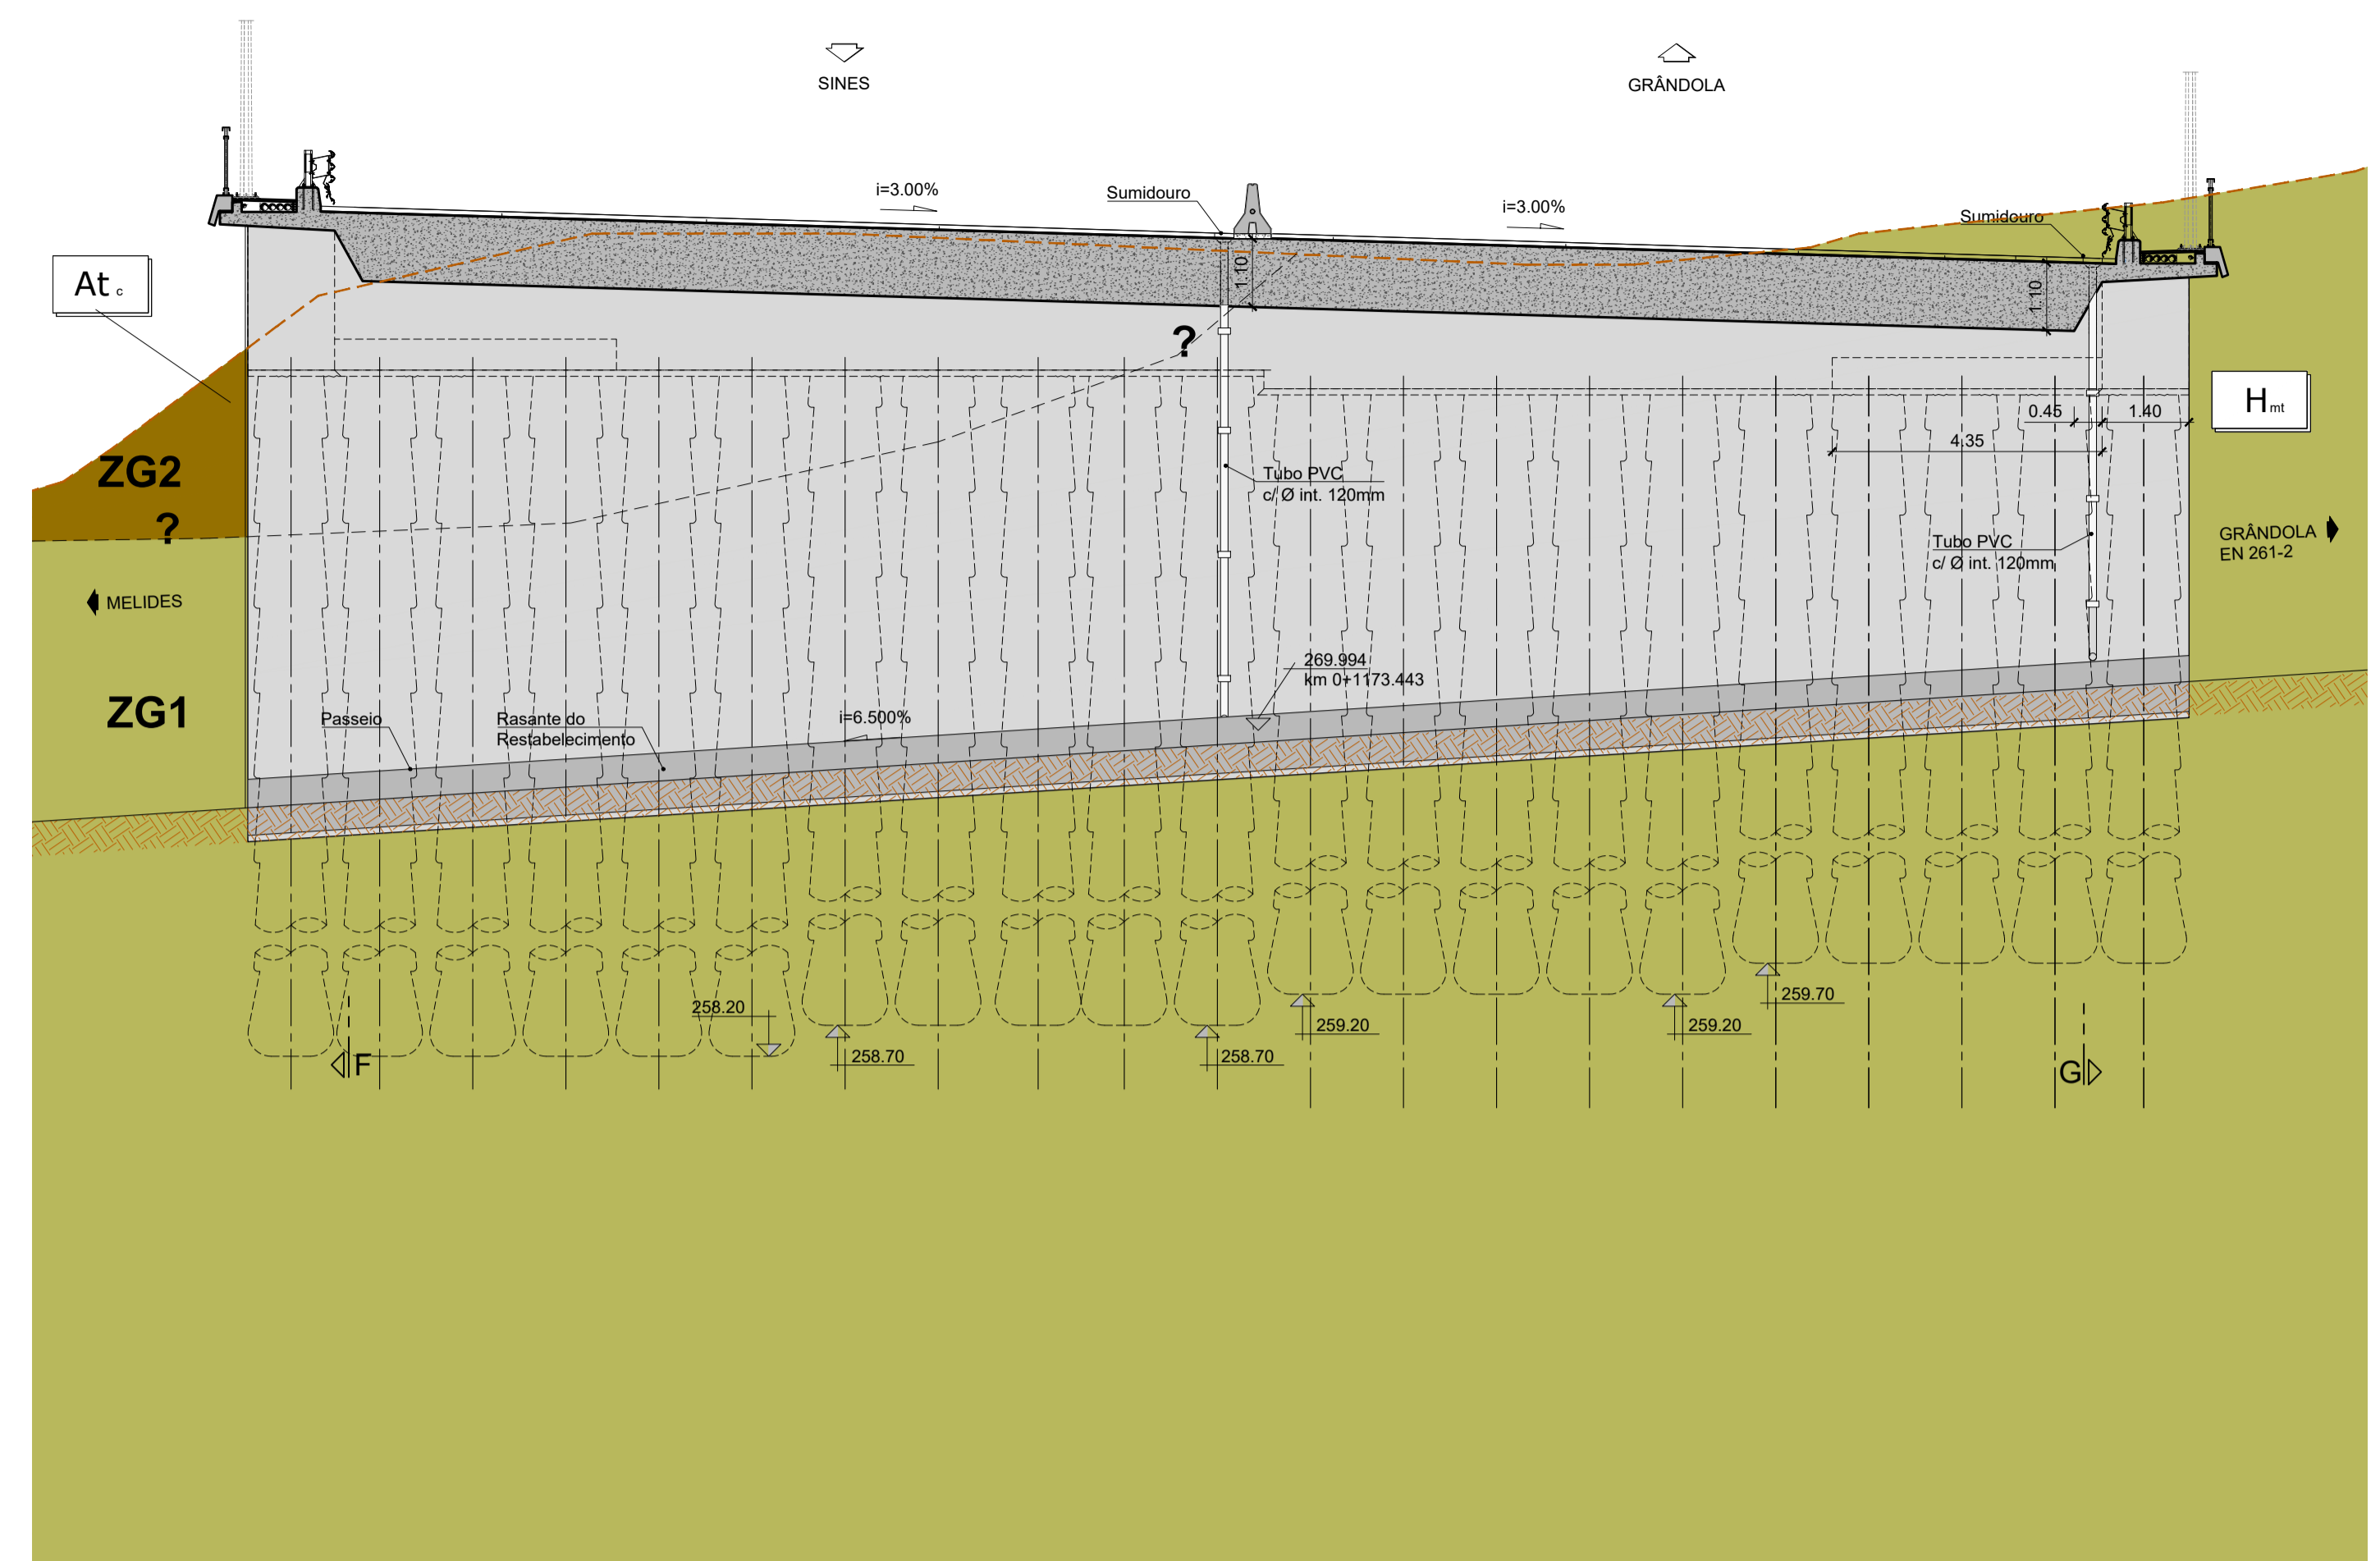 SINES
GRÂNDOLA
i=3.00%
Sumidouro
i=3.00%
Sumidouro
At c
1.10
1.10
?
H mt
0.45
1.40
4.35
ZG2
?
Tubo PVC
c/ Ø int. 120mm
GRÂNDOLA
EN 261-2
Tubo PVC
c/ Ø int. 120mm
MELIDES
269.994
km 0+1173.443
ZG1
Passeio
Rasante do
Restabelecimento
i=6.500%
258.20
258.70
258.70
259.20
259.20
259.70
F
G